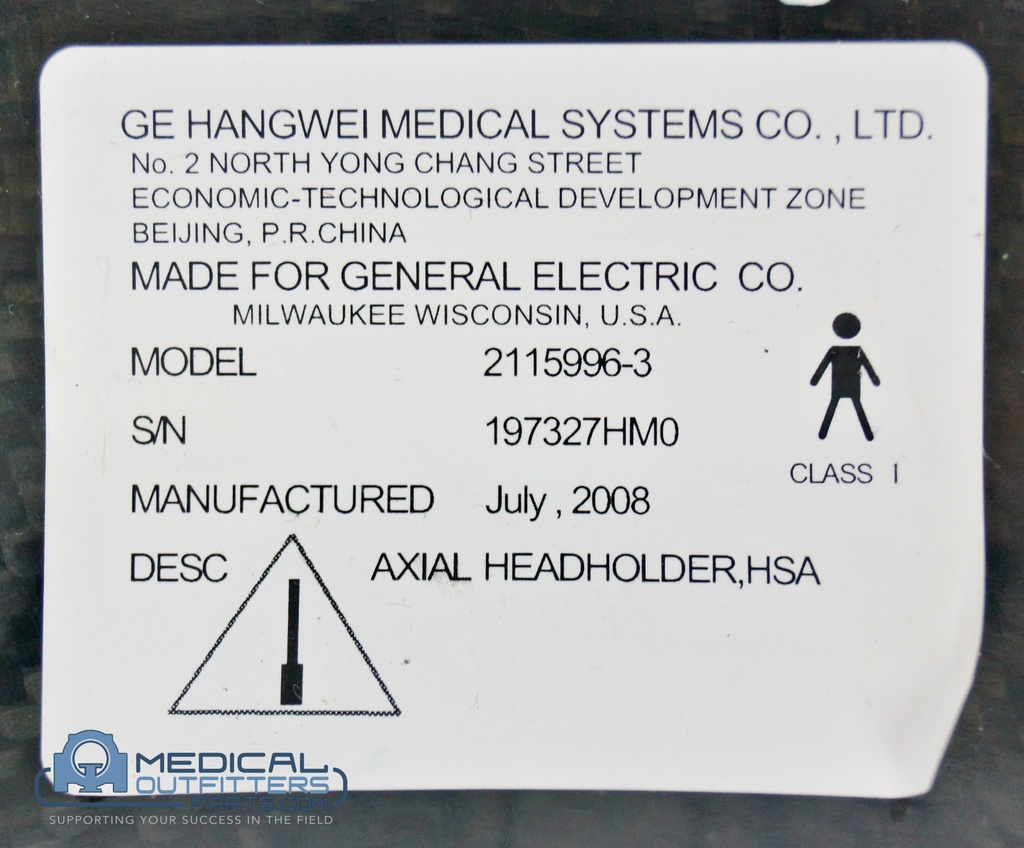 GE HANGWEI MEDICAL SYSTEMS CO. , LTD.
No. 2 NORTH YONG CHANG STREET
ECONOMIC-TECHNOLOGICAL DEVELOPMENT ZONE
BEIJING, P.R.CHINA
MADE FOR GENERAL ELECTRIC CO.
MILWAUKEE WISCONSIN, U.S.A.
MODEL 2115996-3
S/N 197327HM0
CLASS I
MANUFACTURED July , 2008
DESC AXIAL HEADHOLDER,HSA
MEDICAL
OUTFITTERS
PARTS.COM
SUPPORTING YOUR SUCCESS IN THE FIELD